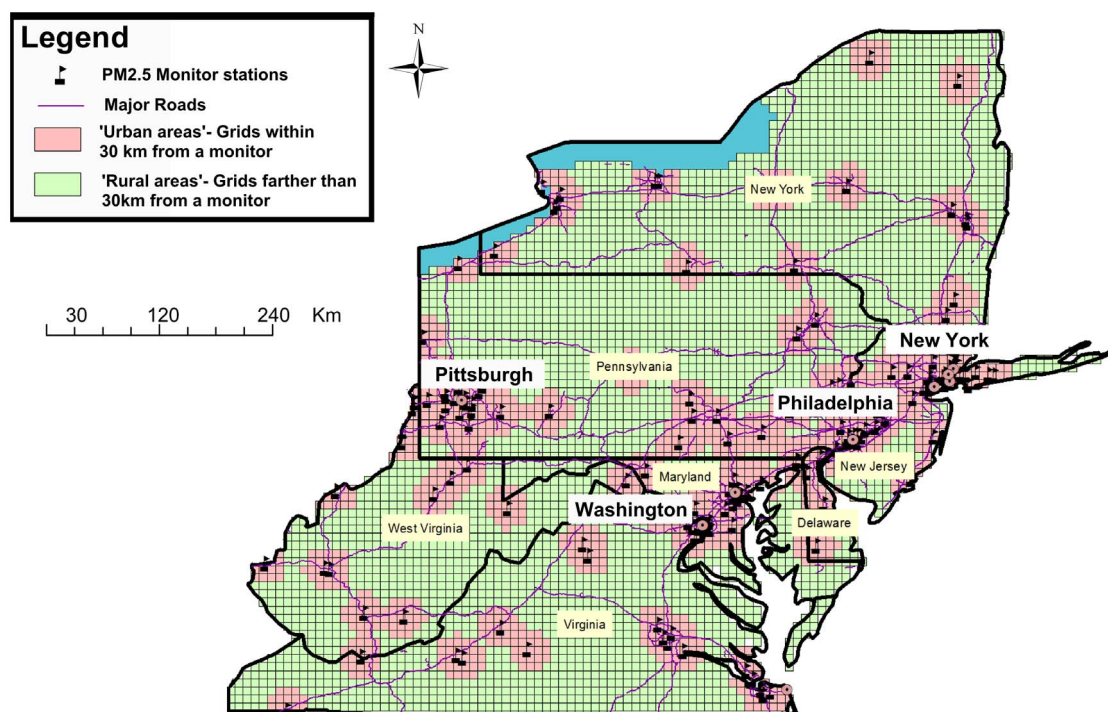 Legend
PM2.5 Monitor stations
Major Roads
'Urban areas'- Grids within
30 km from a monitor
'Rural areas'- Grids farther than
30km from a monitor
N
30 120 240 Km
New York
New York
Pennsylvania
Pittsburgh
Philadelphia
New Jersey
Maryland
Washington
Delaware
West Virginia
Virginia